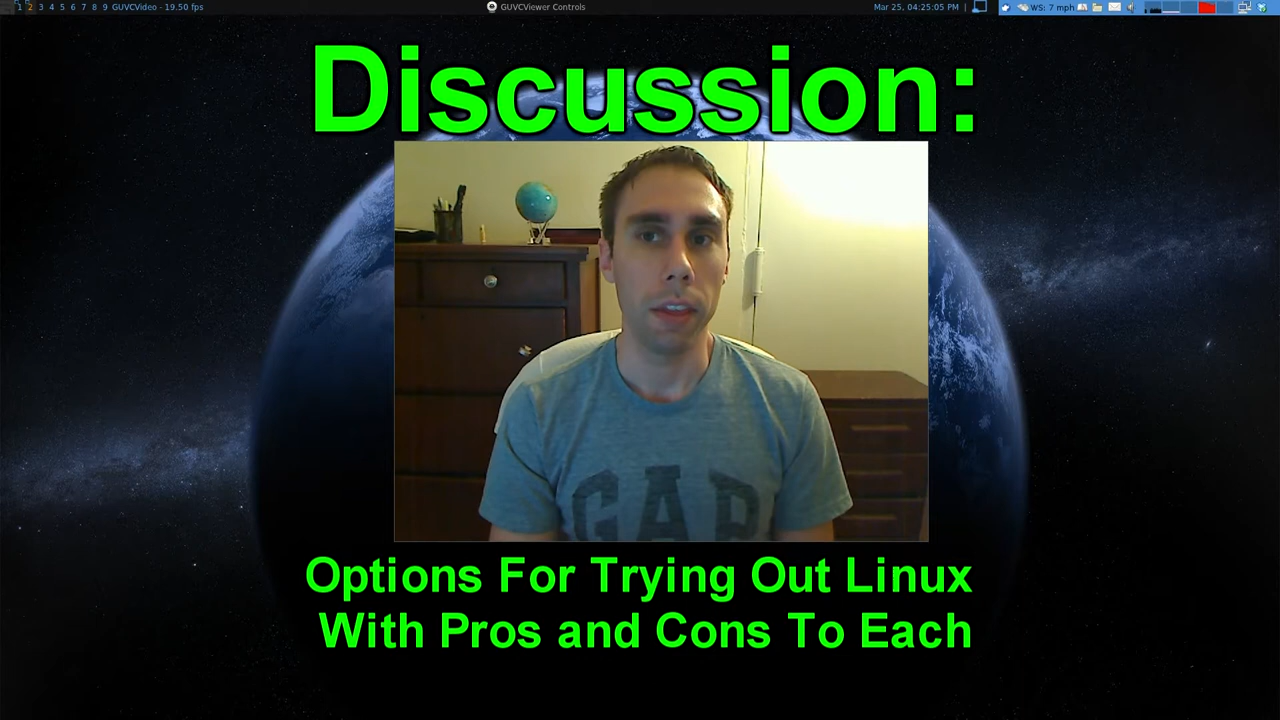 1 2 3 4 5 6 7 8 9 GUVCVideo - 19.50 fps
GUVCViewer Controls
Mar 25, 04:25:05 PM |
WS: 7 mph
Discussion:
GAP
Options For Trying Out Linux
With Pros and Cons To Each